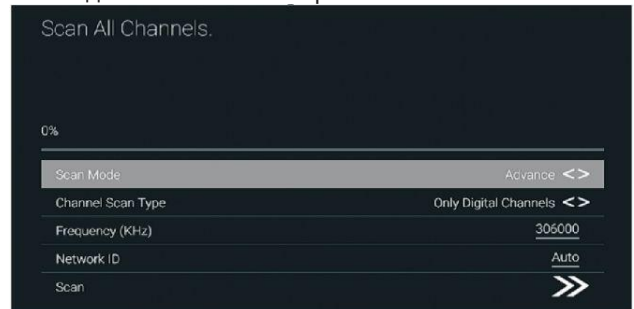 Scan All Channels.
0%
Scan Mode Advance <>
Channel Scan Type Only Digital Channels <>
Frequency (KHz) 306000
Network ID Auto
Scan >>